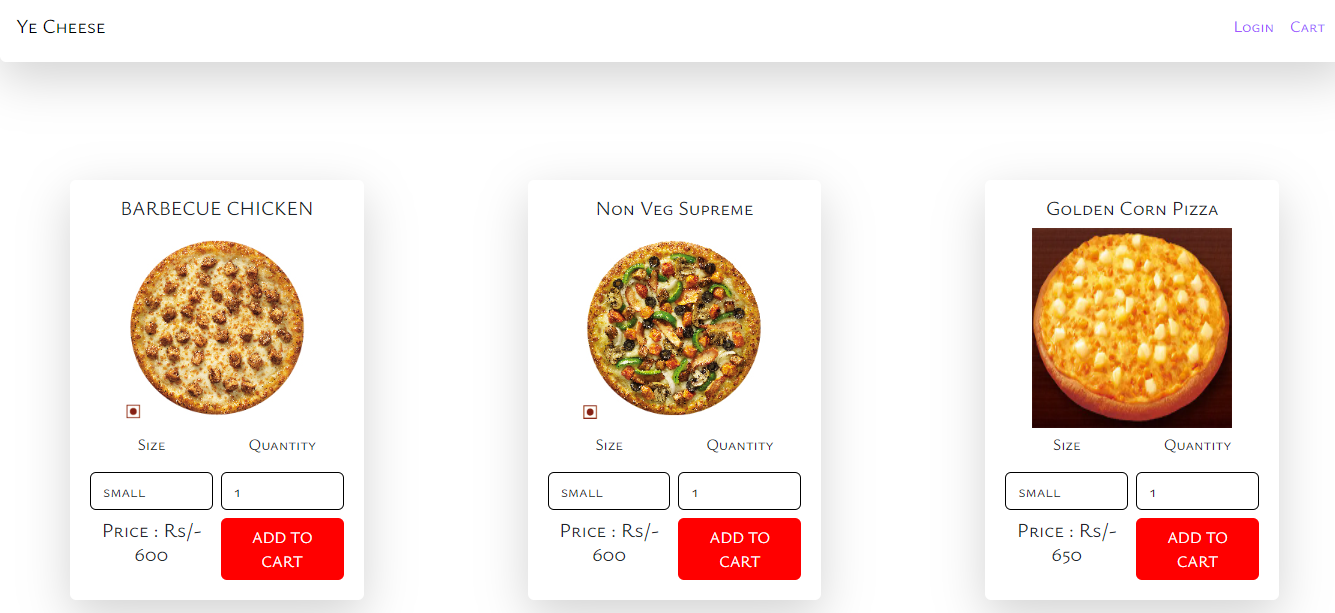 Ye Cheese
Login Cart
BARBECUE CHICKEN
Size Quantity
small 1
Price : Rs/-
600
ADD TO
CART
Non Veg Supreme
Size Quantity
small 1
Price : Rs/-
600
ADD TO
CART
Golden Corn Pizza
Size Quantity
small 1
Price : Rs/-
650
ADD TO
CART